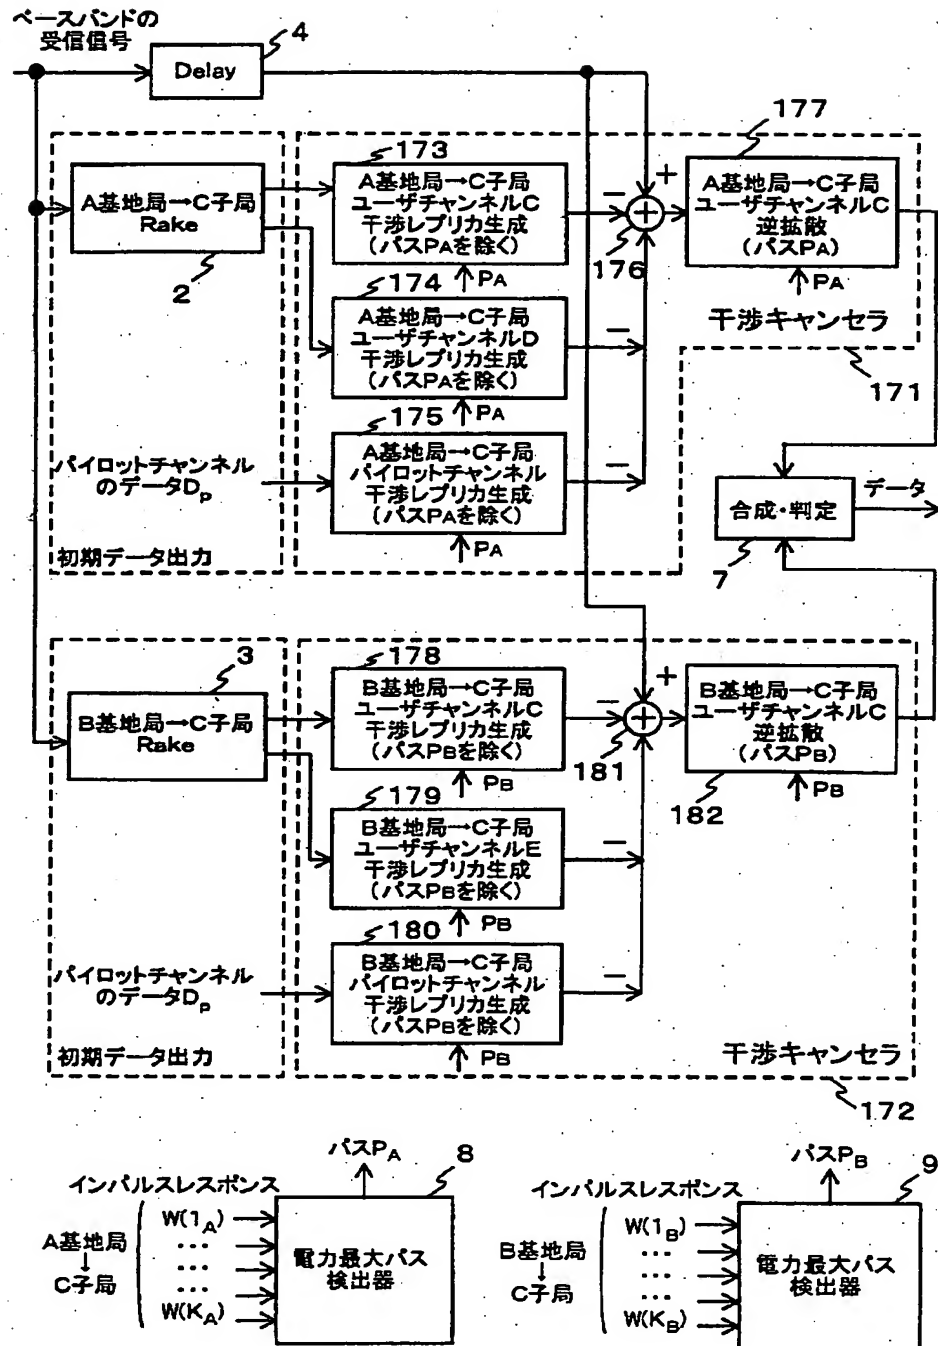 ベースバンドの
受信信号
4
Delay
177
173
A基地局→C子局
Rake
2
A基地局→C子局
ユーザチャンネルC
干渉レプリカ生成
(パスPAを除く)
PA
−
+
176
A基地局→C子局
ユーザチャンネルC
逆拡散
(パスPA)
PA
174
A基地局→C子局
ユーザチャンネルD
干渉レプリカ生成
(パスPAを除く)
PA
−
干渉キャンセラ
171
175
パイロットチャンネル
のデータDp
A基地局→C子局
パイロットチャンネル
干渉レプリカ生成
(パスPAを除く)
PA
−
初期データ出力
合成・判定
データ
7
178
3
B基地局→C子局
Rake
B基地局→C子局
ユーザチャンネルC
干渉レプリカ生成
(パスPBを除く)
PB
−
+
181
B基地局→C子局
ユーザチャンネルC
逆拡散
(パスPB)
PB
182
179
B基地局→C子局
ユーザチャンネルE
干渉レプリカ生成
(パスPBを除く)
PB
−
180
パイロットチャンネル
のデータDp
B基地局→C子局
パイロットチャンネル
干渉レプリカ生成
(パスPBを除く)
PB
−
初期データ出力
干渉キャンセラ
172
パスPA
8
インパルスレスポンス
A基地局
↓
C子局
W(1A)
...
...
W(KA)
電力最大パス
検出器
パスPB
9
インパルスレスポンス
B基地局
↓
C子局
W(1B)
...
...
W(KB)
電力最大パス
検出器